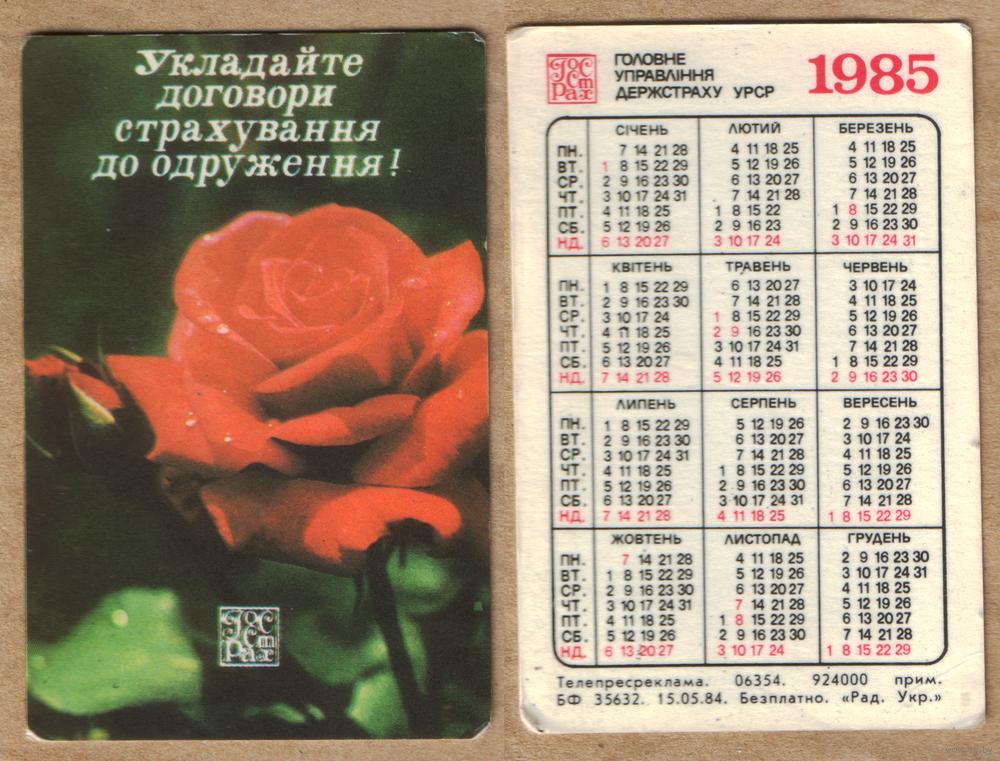 Укладайте
договори
страхування
до одруження!
Гос
Ст
Рах
Гос
Ст
Рах
ГОЛОВНЕ
УПРАВЛІННЯ
ДЕРЖСТРАХУ УРСР
1985
СІЧЕНЬ ЛЮТИЙ БЕРЕЗЕНЬ
ПН. 7 14 21 28 4 11 18 25 4 11 18 25
ВТ. 1 8 15 22 29 5 12 19 26 5 12 19 26
СР. 2 9 16 23 30 6 13 20 27 6 13 20 27
ЧТ. 3 10 17 24 31 7 14 21 28 7 14 21 28
ПТ. 4 11 18 25 1 8 15 22 1 8 15 22 29
СБ. 5 12 19 26 2 9 16 23 2 9 16 23 30
НД. 6 13 20 27 3 10 17 24 3 10 17 24 31
КВІТЕНЬ ТРАВЕНЬ ЧЕРВЕНЬ
ПН. 1 8 15 22 29 6 13 20 27 3 10 17 24
ВТ. 2 9 16 23 30 7 14 21 28 4 11 18 25
СР. 3 10 17 24 1 8 15 22 29 5 12 19 26
ЧТ. 4 11 18 25 2 9 16 23 30 6 13 20 27
ПТ. 5 12 19 26 3 10 17 24 31 7 14 21 28
СБ. 6 13 20 27 4 11 18 25 1 8 15 22 29
НД. 7 14 21 28 5 12 19 26 2 9 16 23 30
ЛИПЕНЬ СЕРПЕНЬ ВЕРЕСЕНЬ
ПН. 1 8 15 22 29 5 12 19 26 2 9 16 23 30
ВТ. 2 9 16 23 30 6 13 20 27 3 10 17 24
СР. 3 10 17 24 31 7 14 21 28 4 11 18 25
ЧТ. 4 11 18 25 1 8 15 22 29 5 12 19 26
ПТ. 5 12 19 26 2 9 16 23 30 6 13 20 27
СБ. 6 13 20 27 3 10 17 24 31 7 14 21 28
НД. 7 14 21 28 4 11 18 25 1 8 15 22 29
ЖОВТЕНЬ ЛИСТОПАД ГРУДЕНЬ
ПН. 7 14 21 28 4 11 18 25 2 9 16 23 30
ВТ. 1 8 15 22 29 5 12 19 26 3 10 17 24 31
СР. 2 9 16 23 30 6 13 20 27 4 11 18 25
ЧТ. 3 10 17 24 31 7 14 21 28 5 12 19 26
ПТ. 4 11 18 25 1 8 15 22 29 6 13 20 27
СБ. 5 12 19 26 2 9 16 23 30 7 14 21 28
НД. 6 13 20 27 3 10 17 24 1 8 15 22 29
Телепресреклама. 06354. 924000 прим.
БФ 35632. 15.05.84. Безплатно. «Рад. Укр.»